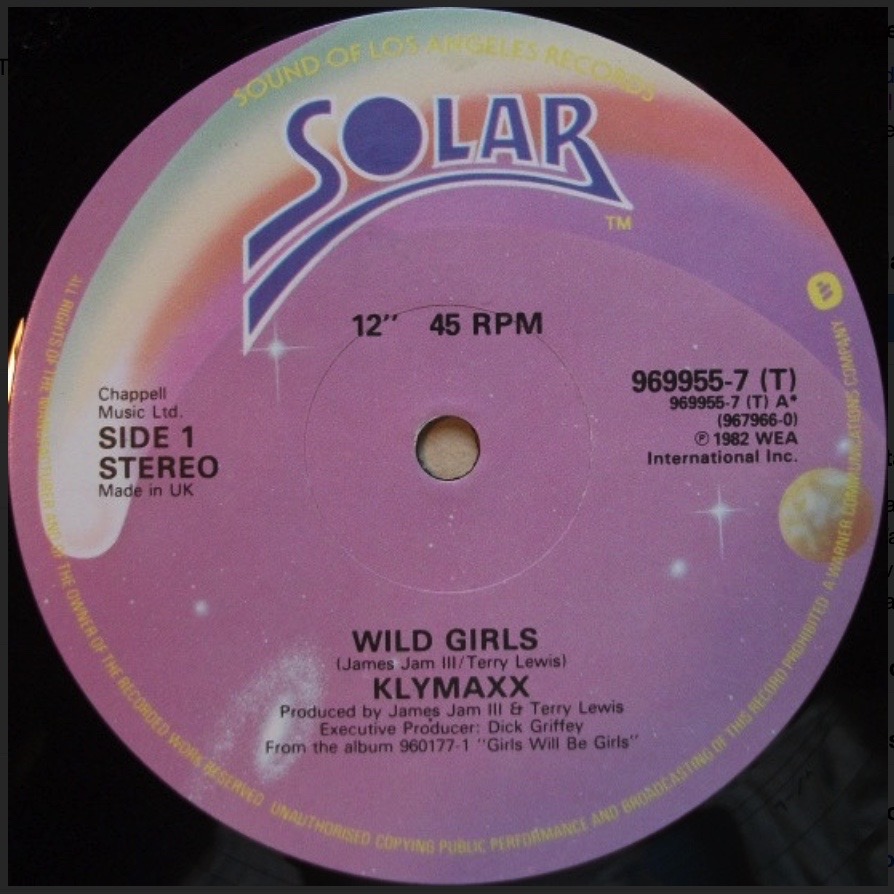 SOUND OF LOS ANGELES RECORDS
SOLAR
TM
12" 45 RPM
Chappell
Music Ltd.
SIDE 1
STEREO
Made in UK
969955-7 (T)
969955-7 (T) A*
(967966-0)
℗ 1982 WEA
International Inc.
WILD GIRLS
(James Jam III/Terry Lewis)
KLYMAXX
Produced by James Jam III & Terry Lewis
Executive Producer: Dick Griffey
From the album 960177-1 "Girls Will Be Girls"
ALL RIGHTS OF THE MANUFACTURER AND OF THE OWNER OF THE RECORDED WORK RESERVED UNAUTHORISED COPYING PUBLIC PERFORMANCE AND BROADCASTING OF THIS RECORD PROHIBITED A WARNER COMMUNICATIONS COMPANY